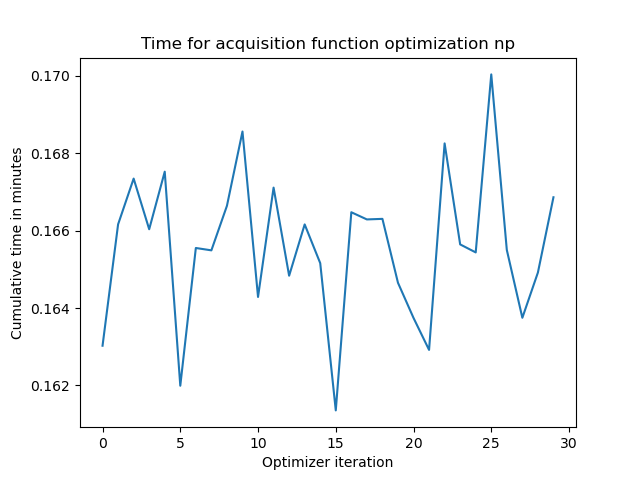 Time for acquisition function optimization np
Cumulative time in minutes
0.170
0.168
0.166
0.164
0.162
0 5 10 15 20 25 30
Optimizer iteration